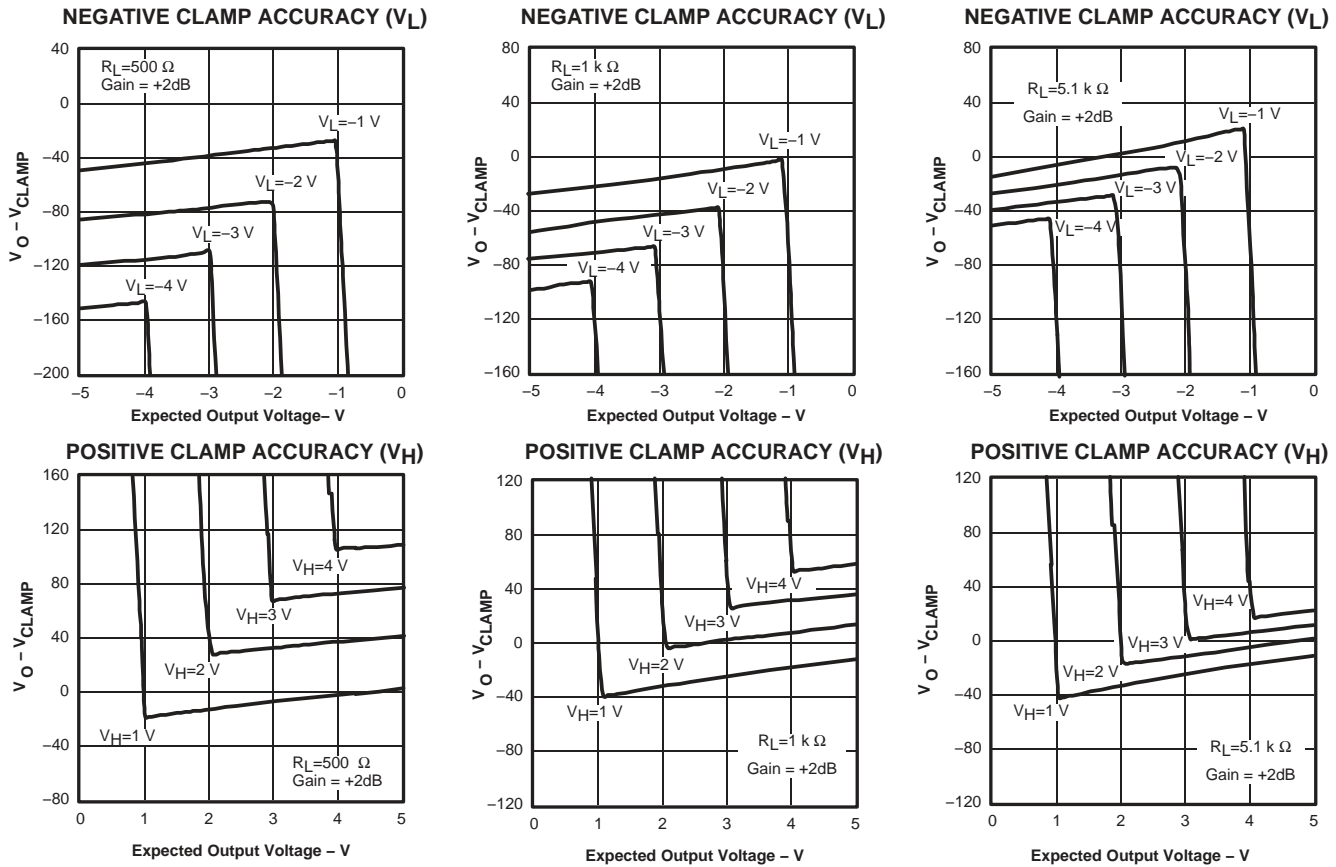 NEGATIVE CLAMP ACCURACY (VL)
40
0
−40
−80
−120
−160
−200
VO − VCLAMP
RL=500 Ω
Gain = +2dB
VL=−1 V
VL=−2 V
VL=−3 V
VL=−4 V
−5 −4 −3 −2 −1 0
Expected Output Voltage– V
NEGATIVE CLAMP ACCURACY (VL)
80
40
0
−40
−80
−120
−160
VO − VCLAMP
RL=1 k Ω
Gain = +2dB
VL=−1 V
VL=−2 V
VL=−3 V
VL=−4 V
−5 −4 −3 −2 −1 0
Expected Output Voltage – V
NEGATIVE CLAMP ACCURACY (VL)
80
40
0
−40
−80
−120
−160
VO − VCLAMP
RL=5.1 k Ω
Gain = +2dB
VL=−1 V
VL=−2 V
VL=−3 V
VL=−4 V
−5 −4 −3 −2 −1 0
Expected Output Voltage – V
POSITIVE CLAMP ACCURACY (VH)
160
120
80
40
0
−40
−80
VO − VCLAMP
VH=4 V
VH=3 V
VH=2 V
VH=1 V
RL=500 Ω
Gain = +2dB
0 1 2 3 4 5
Expected Output Voltage – V
POSITIVE CLAMP ACCURACY (VH)
120
80
40
0
−40
−80
−120
VO − VCLAMP
VH=4 V
VH=3 V
VH=2 V
VH=1 V
RL=1 k Ω
Gain = +2dB
0 1 2 3 4 5
Expected Output Voltage – V
POSITIVE CLAMP ACCURACY (VH)
120
80
40
0
−40
−80
−120
VO − VCLAMP
VH=4 V
VH=3 V
VH=2 V
VH=1 V
RL=5.1 k Ω
Gain = +2dB
0 1 2 3 4 5
Expected Output Voltage – V